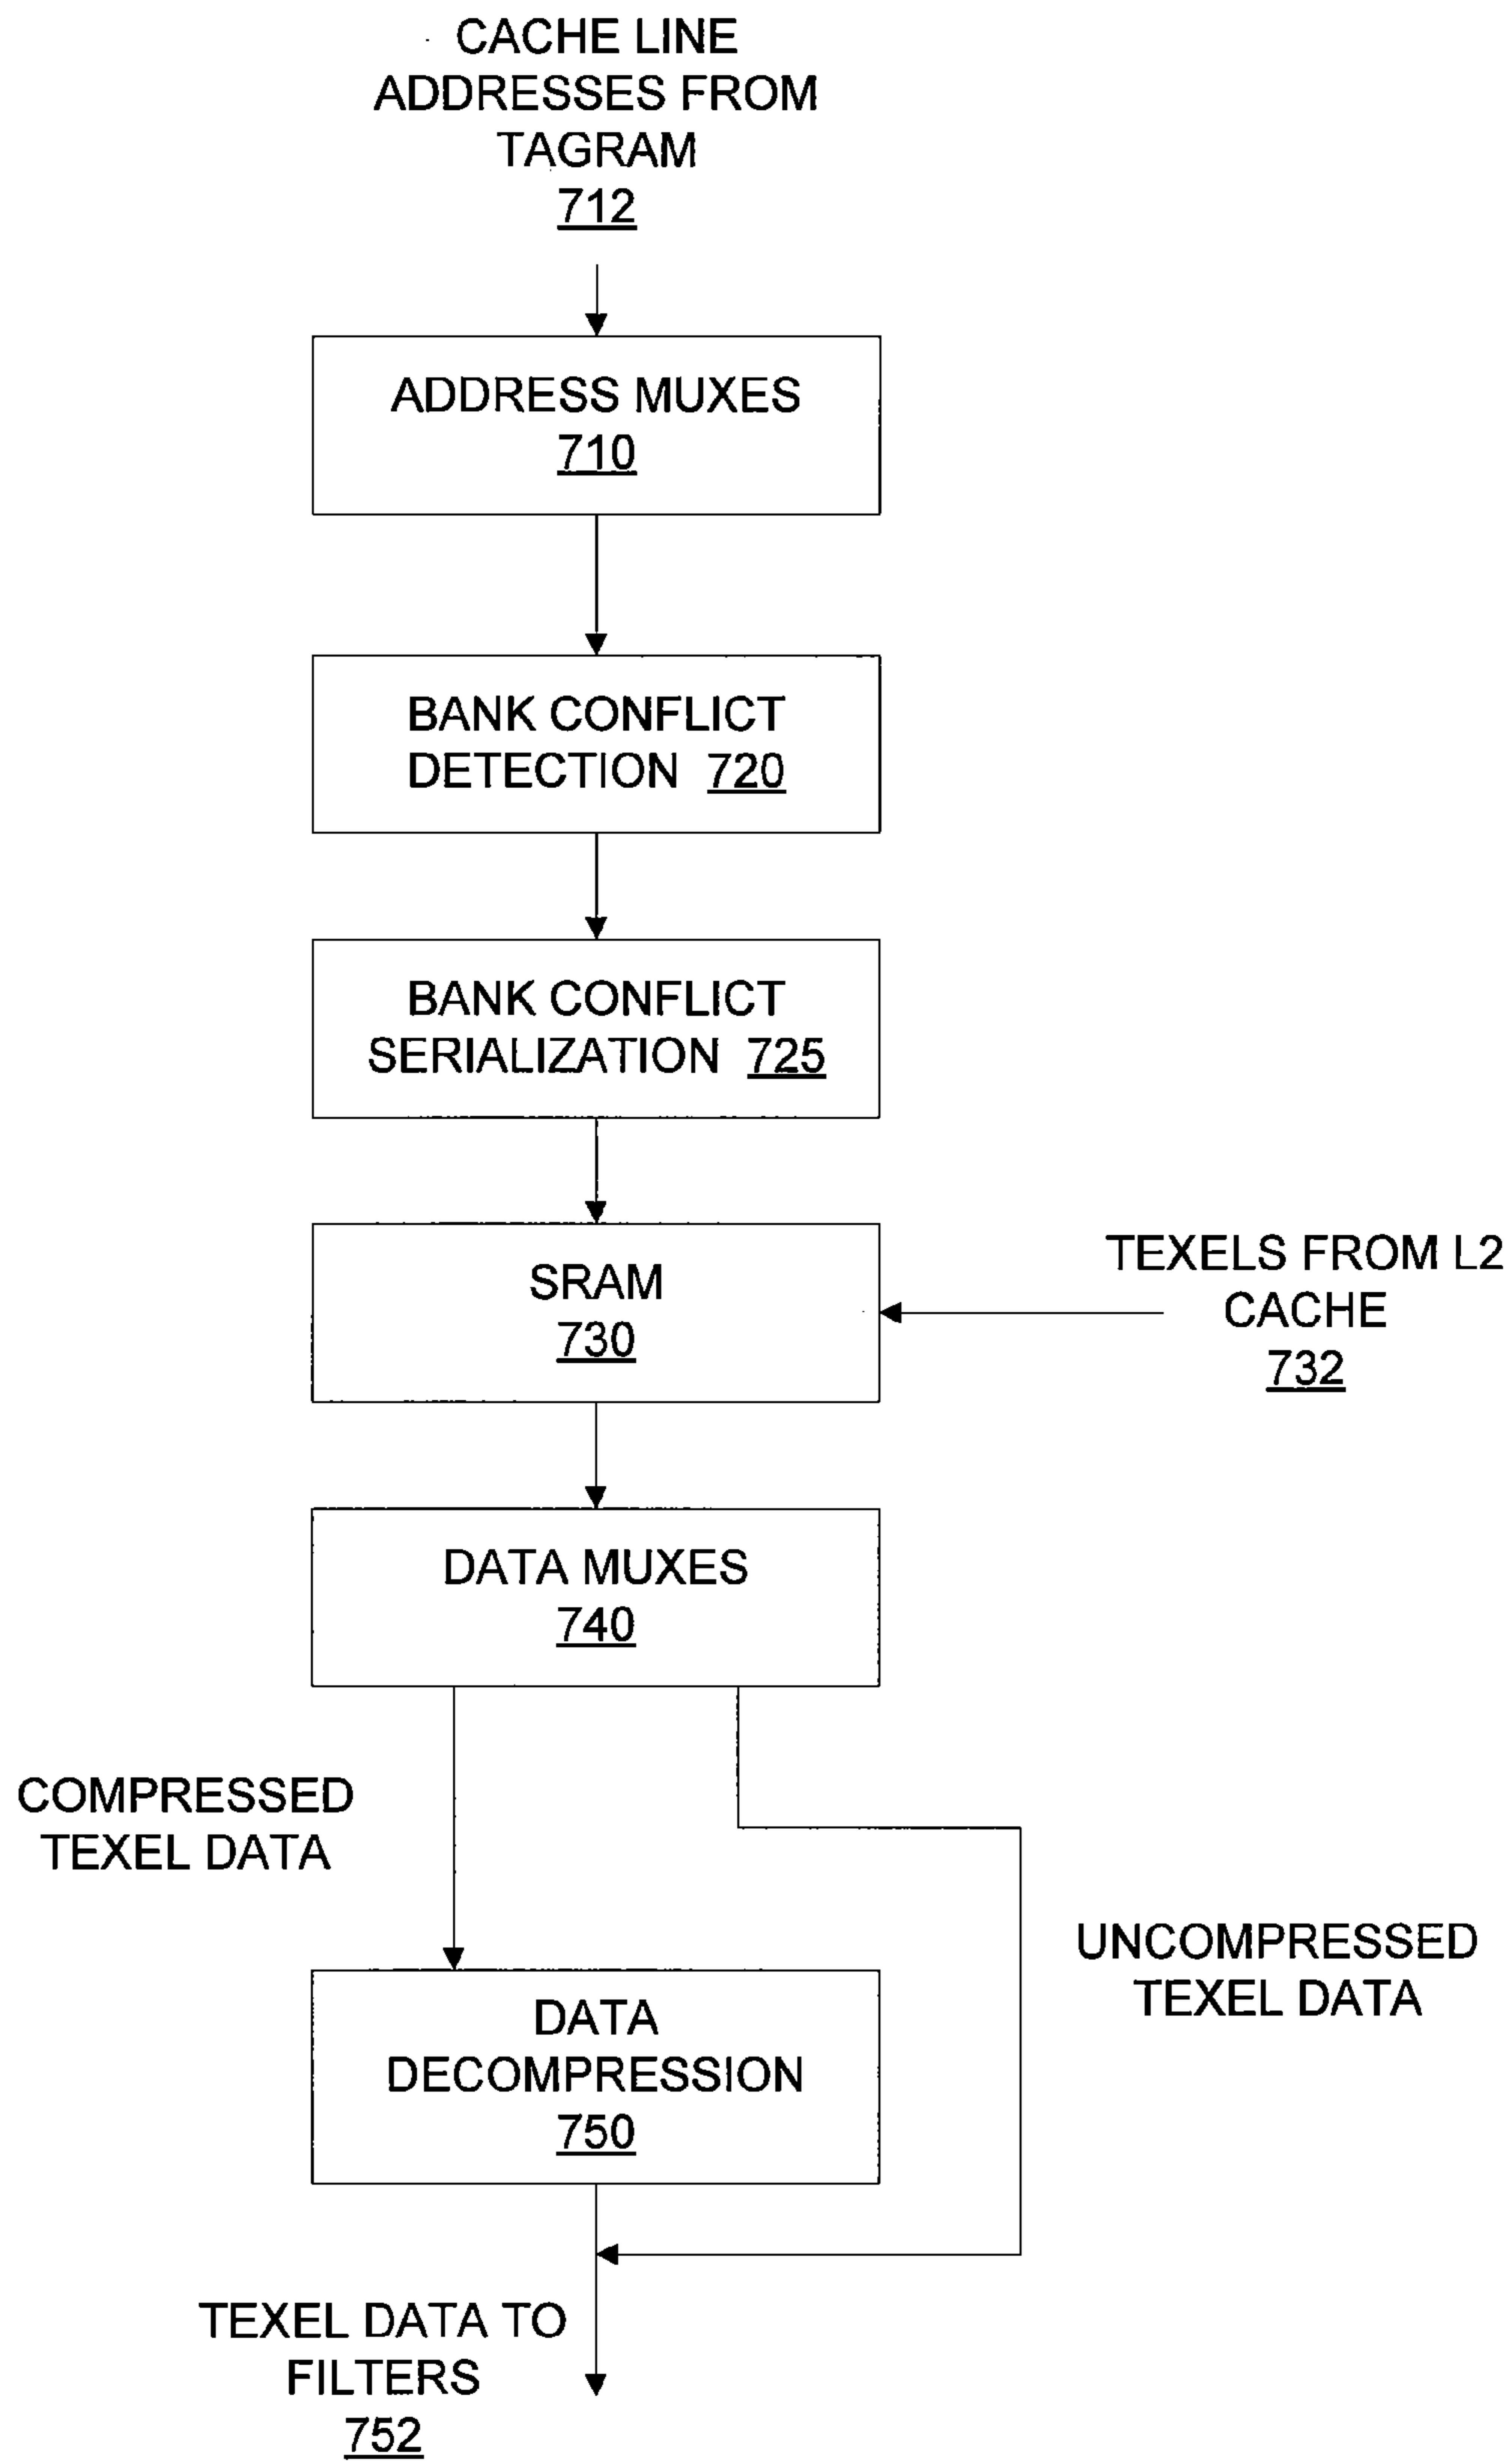 CACHE LINE
ADDRESSES FROM
TAGRAM
712
ADDRESS MUXES
710
BANK CONFLICT
DETECTION 720
BANK CONFLICT
SERIALIZATION 725
SRAM
730
TEXELS FROM L2
CACHE
732
DATA MUXES
740
COMPRESSED
TEXEL DATA
UNCOMPRESSED
TEXEL DATA
DATA
DECOMPRESSION
750
TEXEL DATA TO
FILTERS
752